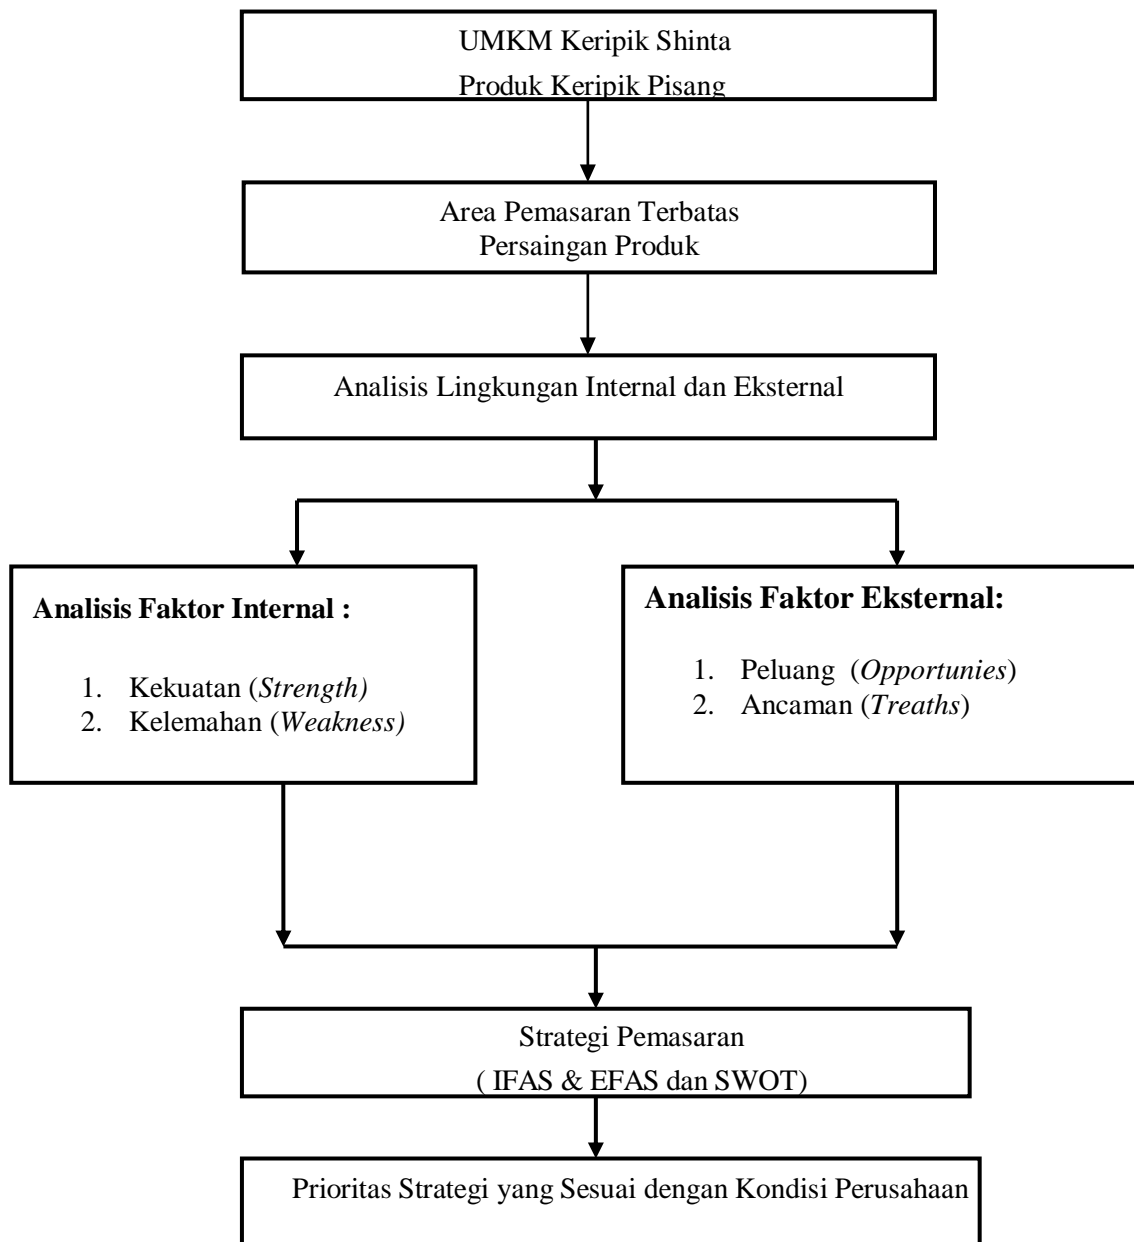 UMKM Keripik Shinta
Produk Keripik Pisang
Area Pemasaran Terbatas
Persaingan Produk
Analisis Lingkungan Internal dan Eksternal
Analisis Faktor Internal :
1. Kekuatan (Strength)
2. Kelemahan (Weakness)
Analisis Faktor Eksternal:
1. Peluang (Opportunies)
2. Ancaman (Treaths)
Strategi Pemasaran
( IFAS & EFAS dan SWOT)
Prioritas Strategi yang Sesuai dengan Kondisi Perusahaan